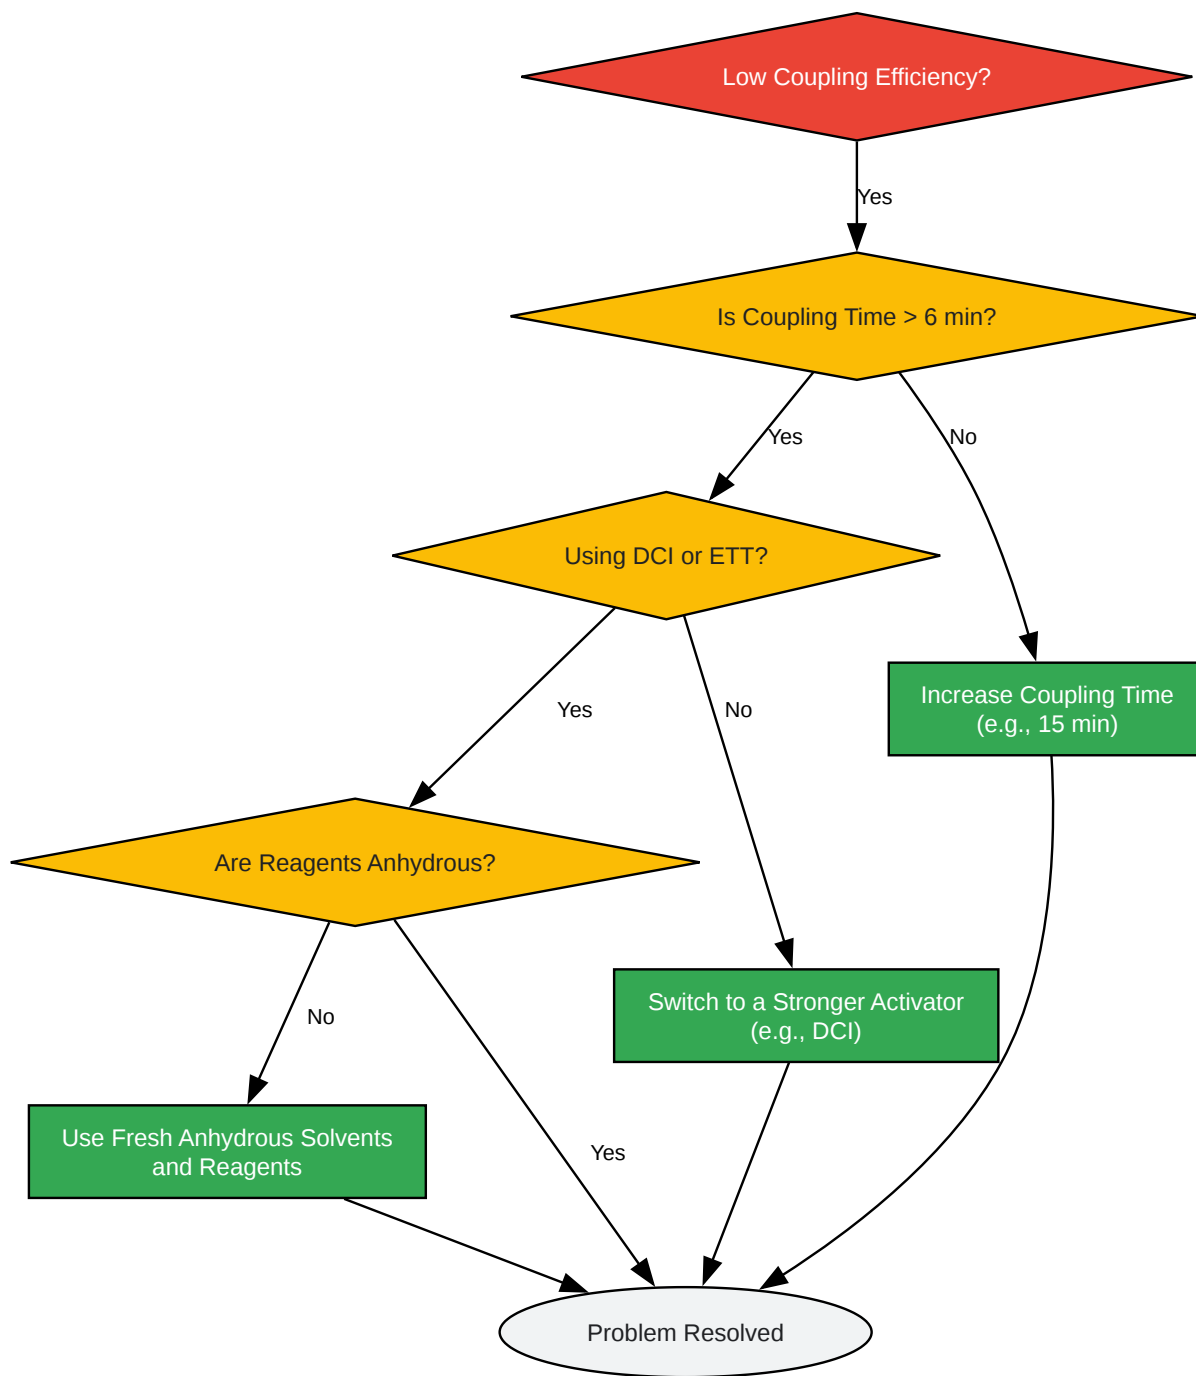 Low Coupling Efficiency?
Yes
Is Coupling Time > 6 min?
Yes
No
Using DCI or ETT?
Increase Coupling Time
(e.g., 15 min)
Yes
No
Are Reagents Anhydrous?
Switch to a Stronger Activator
(e.g., DCI)
No
Use Fresh Anhydrous Solvents
and Reagents
Yes
Problem Resolved